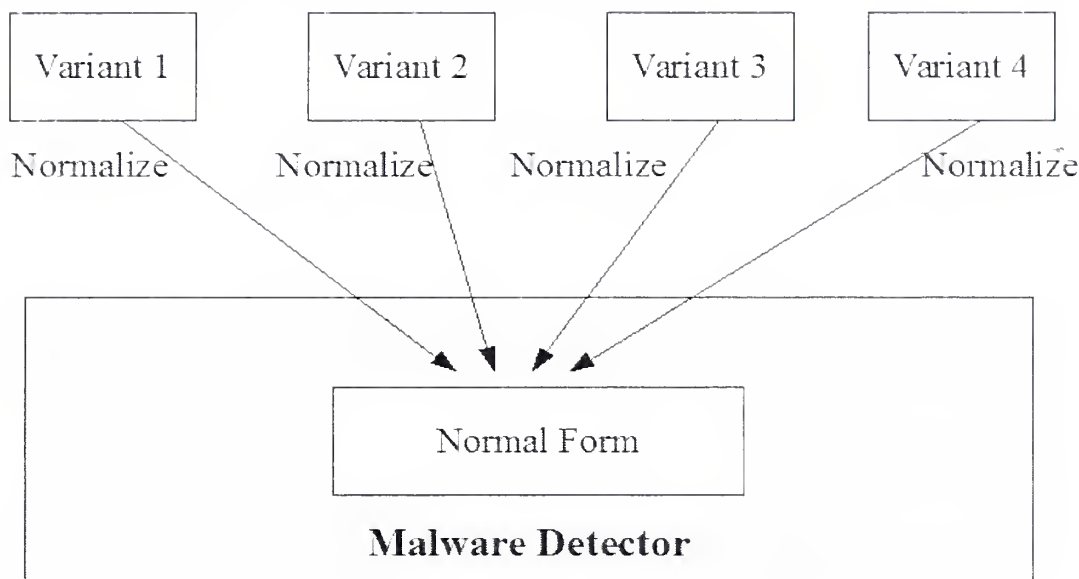 Variant 1 Variant 2 Variant 3 Variant 4
Normalize Normalize Normalize Normalize
Normal Form
Malware Detector